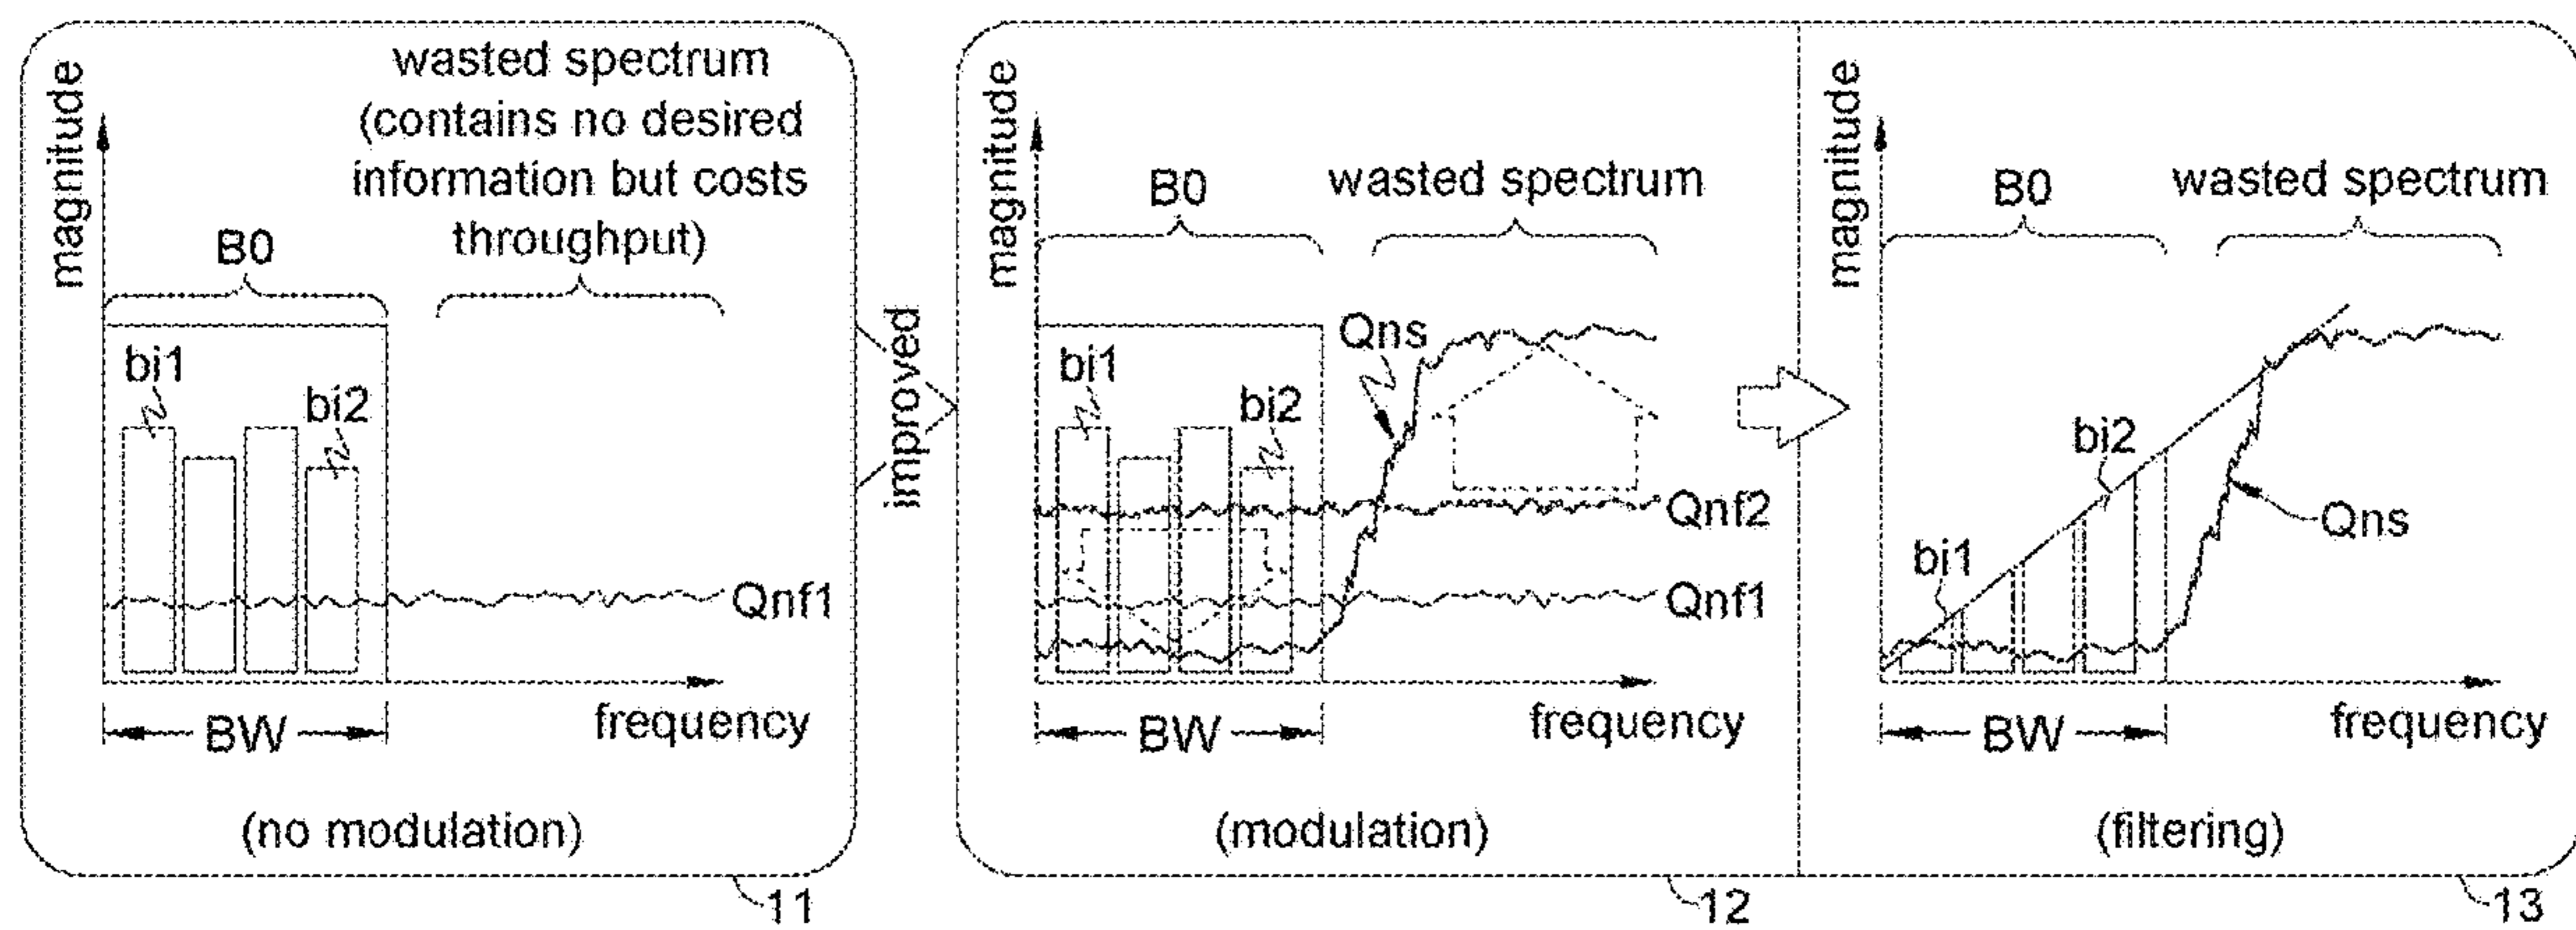 magnitude
wasted spectrum
(contains no desired
information but costs
throughput)
B0
bi1
bi2
Qnf1
frequency
BW
(no modulation)
11
improved
magnitude
B0
wasted spectrum
Qns
bi1
bi2
Qnf2
Qnf1
frequency
BW
(modulation)
12
magnitude
B0
wasted spectrum
bi2
bi1
Qns
frequency
BW
(filtering)
13